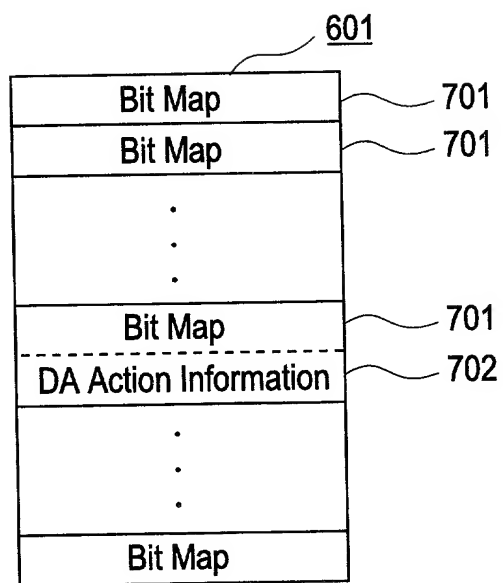 601
Bit Map 701
Bit Map 701
Bit Map 701
DA Action Information 702
Bit Map